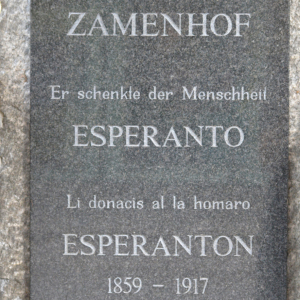 ZAMENHOF
Er schenkte der Menschheit
ESPERANTO
Li donacis al la homaro
ESPERANTON
1859 - 1917